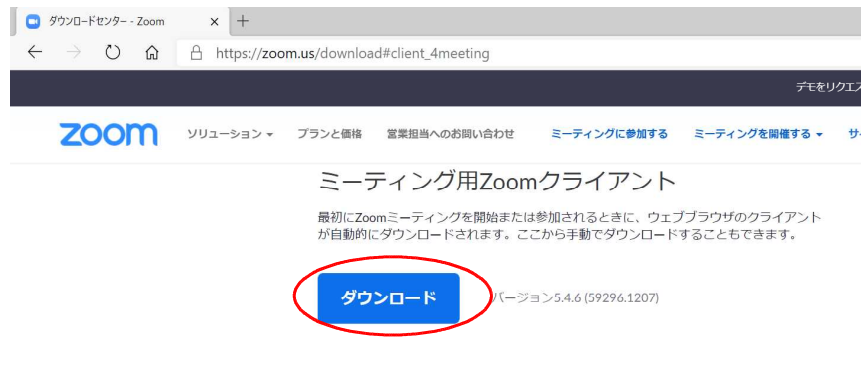 ダウンロードセンター - Zoom
https://zoom.us/download#client_4meeting
デモをリクエス
zoom ソリューション プランと価格 営業担当へのお問い合わせ ミーティングに参加する ミーティングを開催する サ
ミーティング用Zoomクライアント
最初にZoomミーティングを開始または参加されるときに、ウェブブラウザのクライアント
が自動的にダウンロードされます。ここから手動でダウンロードすることもできます。
ダウンロード バージョン5.4.6 (59296.1207)